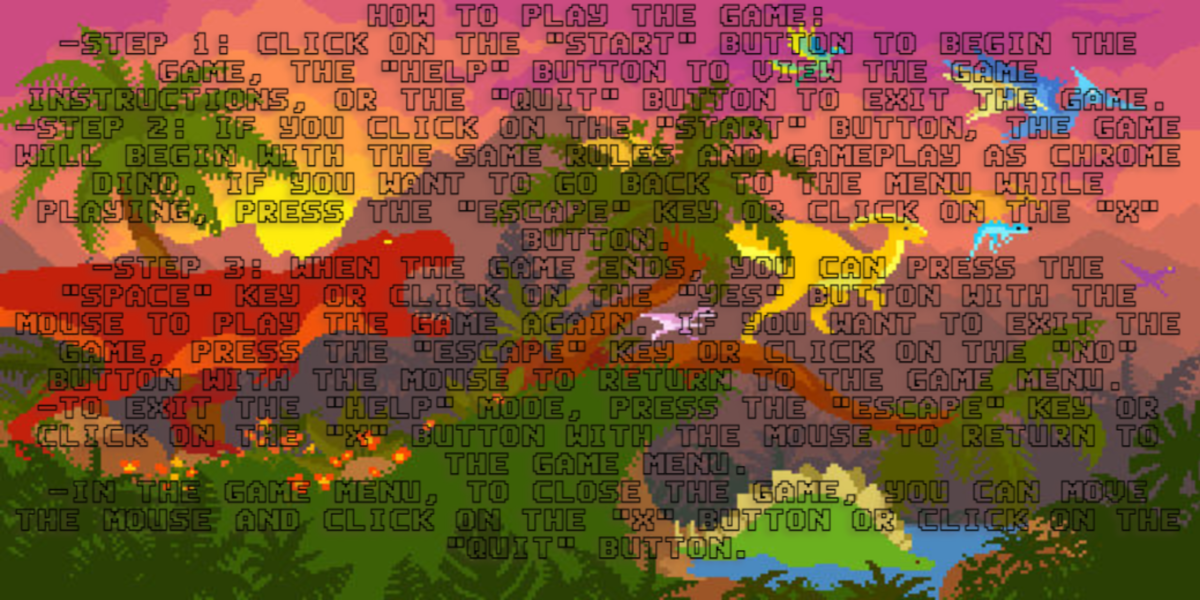 HOW TO PLAY THE GAME:
-STEP 1: CLICK ON THE "START" BUTTON TO BEGIN THE
GAME, THE "HELP" BUTTON TO VIEW THE GAME
INSTRUCTIONS, OR THE "QUIT" BUTTON TO EXIT THE GAME.
-STEP 2: IF YOU CLICK ON THE "START" BUTTON, THE GAME
WILL BEGIN WITH THE SAME RULES AND GAMEPLAY AS CHROME
DINO. IF YOU WANT TO GO BACK TO THE MENU WHILE
PLAYING, PRESS THE "ESCAPE" KEY OR CLICK ON THE "X"
BUTTON.
-STEP 3: WHEN THE GAME ENDS, YOU CAN PRESS THE
"SPACE" KEY OR CLICK ON THE "YES" BUTTON WITH THE
MOUSE TO PLAY THE GAME AGAIN. IF YOU WANT TO EXIT THE
GAME, PRESS THE "ESCAPE" KEY OR CLICK ON THE "NO"
BUTTON WITH THE MOUSE TO RETURN TO THE GAME MENU.
-TO EXIT THE "HELP" MODE, PRESS THE "ESCAPE" KEY OR
CLICK ON THE "X" BUTTON WITH THE MOUSE TO RETURN TO
THE GAME MENU.
-IN THE GAME MENU, TO CLOSE THE GAME, YOU CAN MOVE
THE MOUSE AND CLICK ON THE "X" BUTTON OR CLICK ON THE
"QUIT" BUTTON.